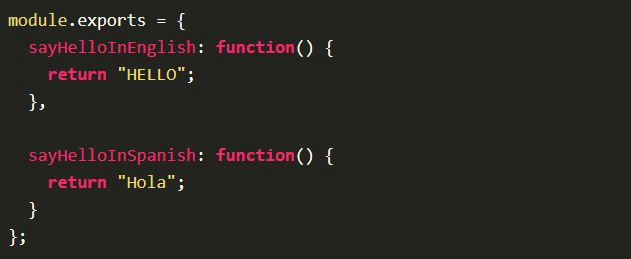 module.exports = {
  sayHelloInEnglish: function() {
    return "HELLO";
  },

  sayHelloInSpanish: function() {
    return "Hola";
  }
};